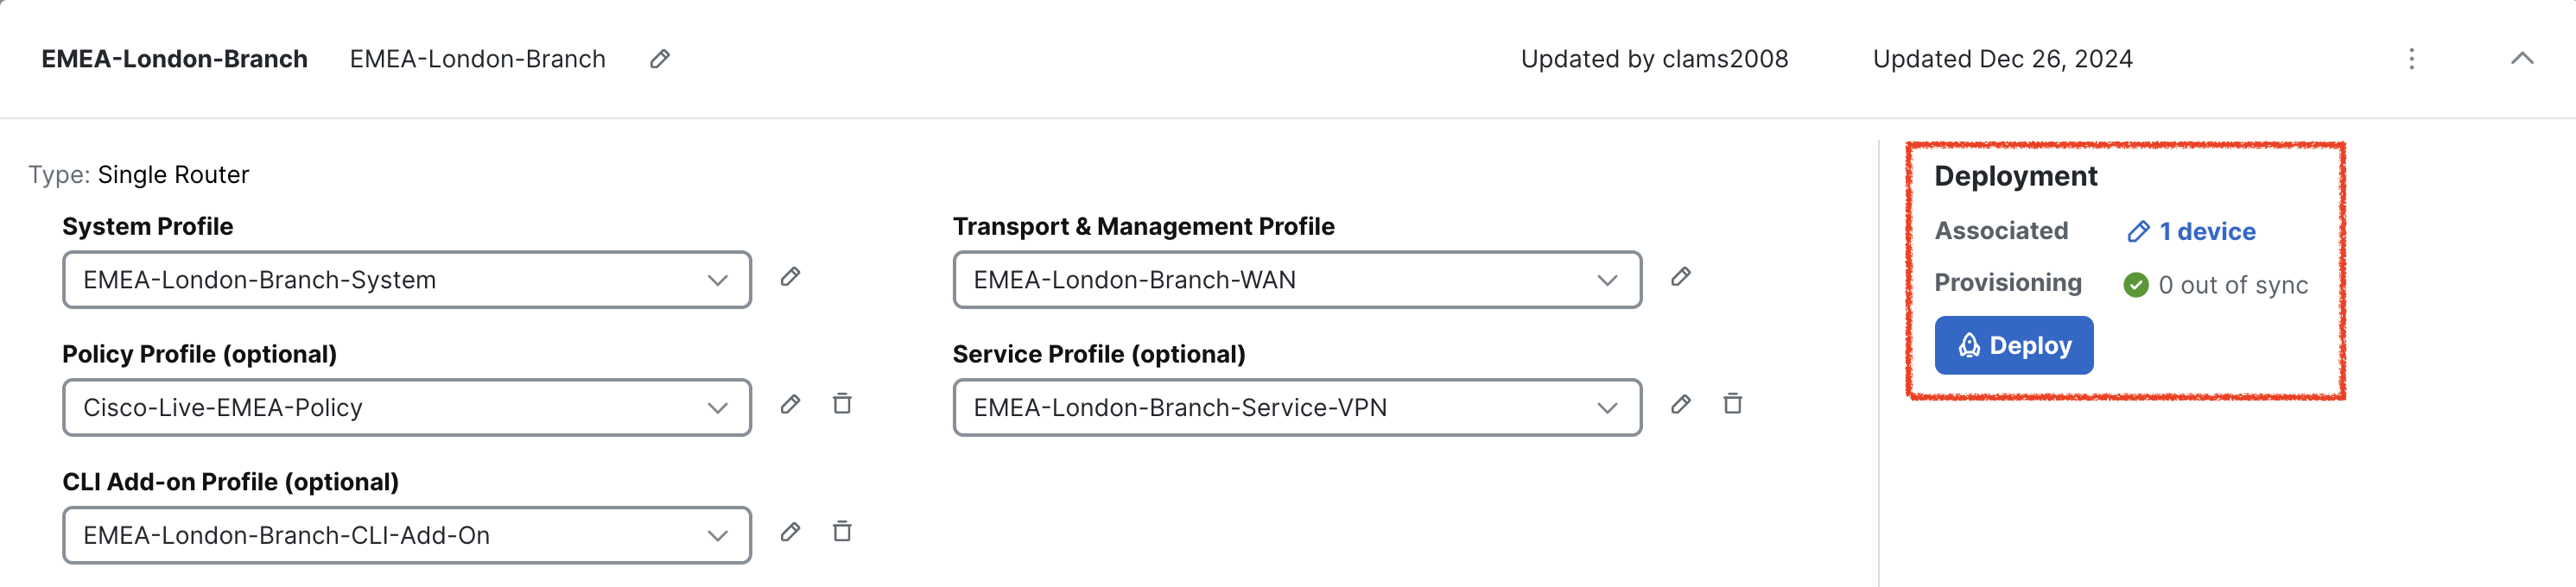 EMEA-London-Branch EMEA-London-Branch Updated by clams2008 Updated Dec 26, 2024
Type: Single Router
System Profile
EMEA-London-Branch-System
Transport & Management Profile
EMEA-London-Branch-WAN
Policy Profile (optional)
Cisco-Live-EMEA-Policy
Service Profile (optional)
EMEA-London-Branch-Service-VPN
CLI Add-on Profile (optional)
EMEA-London-Branch-CLI-Add-On
Deployment
Associated 1 device
Provisioning 0 out of sync
Deploy